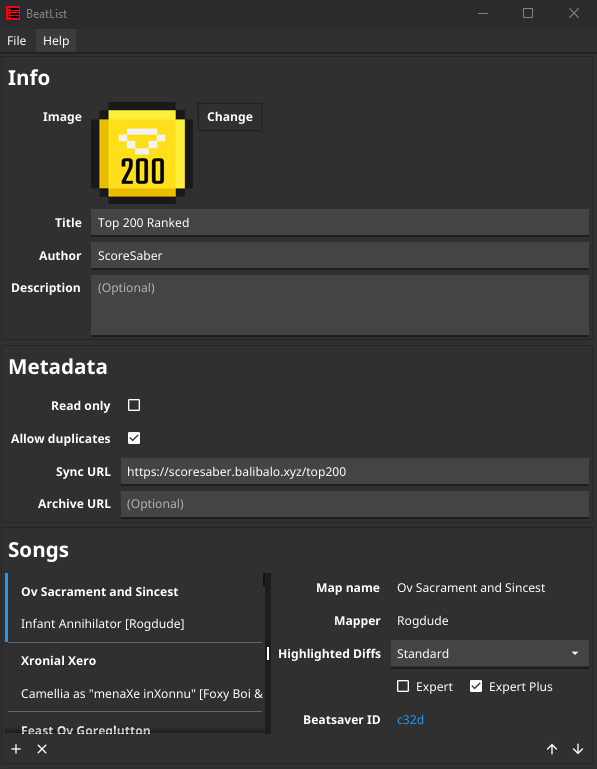 BeatList
File Help
Info
Image
200
Change
Title Top 200 Ranked
Author ScoreSaber
Description (Optional)
Metadata
Read only
Allow duplicates
Sync URL https://scoresaber.balibalo.xyz/top200
Archive URL (Optional)
Songs
Ov Sacrament and Sincest
Infant Annihilator [Rogdude]
Xronial Xero
Camellia as "menaXe inXonnu" [Foxy Boi &
Feast Ov Goreglutton
Map name Ov Sacrament and Sincest
Mapper Rogdude
Highlighted Diffs Standard
Expert Expert Plus
Beatsaver ID c32d